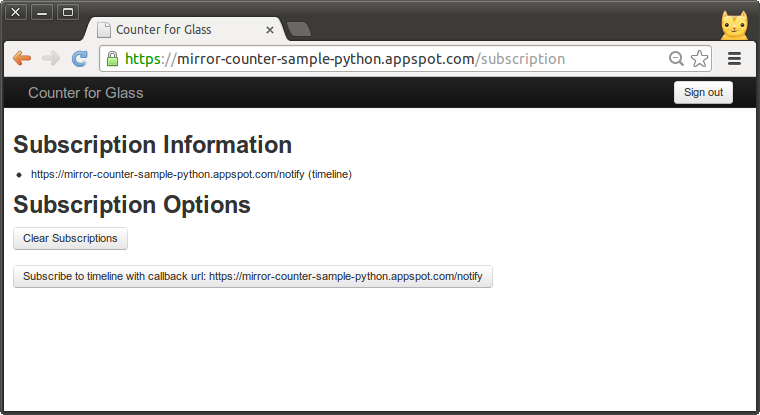 Counter for Glass
https://mirror-counter-sample-python.appspot.com/subscription
Counter for Glass
Sign out
Subscription Information
https://mirror-counter-sample-python.appspot.com/notify (timeline)
Subscription Options
Clear Subscriptions
Subscribe to timeline with callback url: https://mirror-counter-sample-python.appspot.com/notify